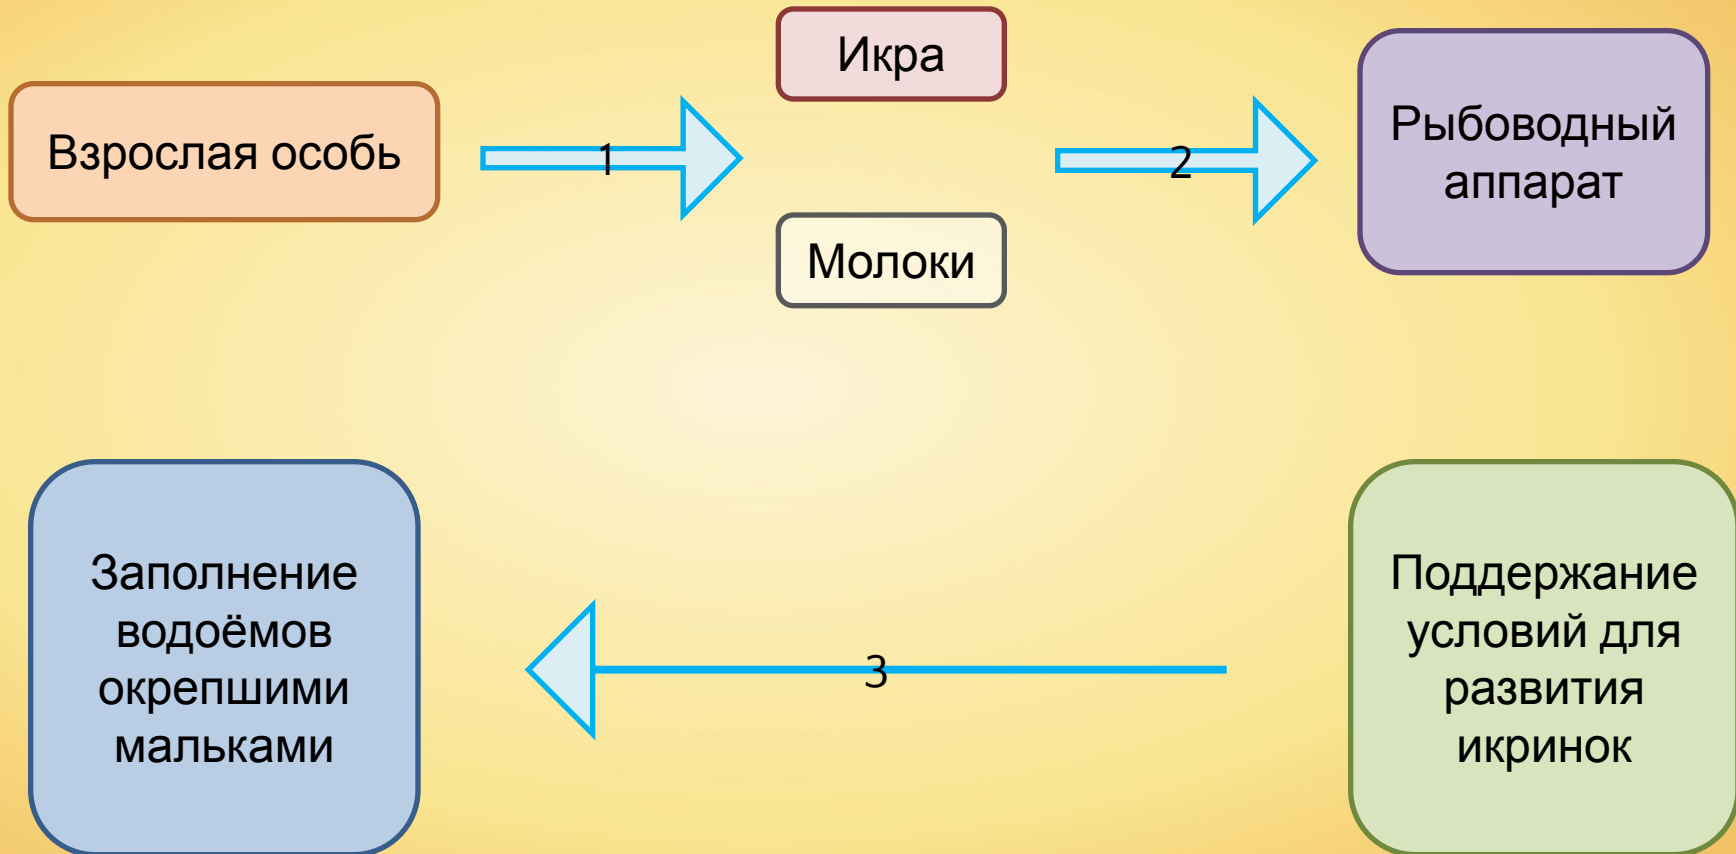 Икра
Взрослая особь
1
2
Рыбоводный
аппарат
Молоки
Заполнение
водоёмов
окрепшими
мальками
3
Поддержание
условий для
развития
икринок